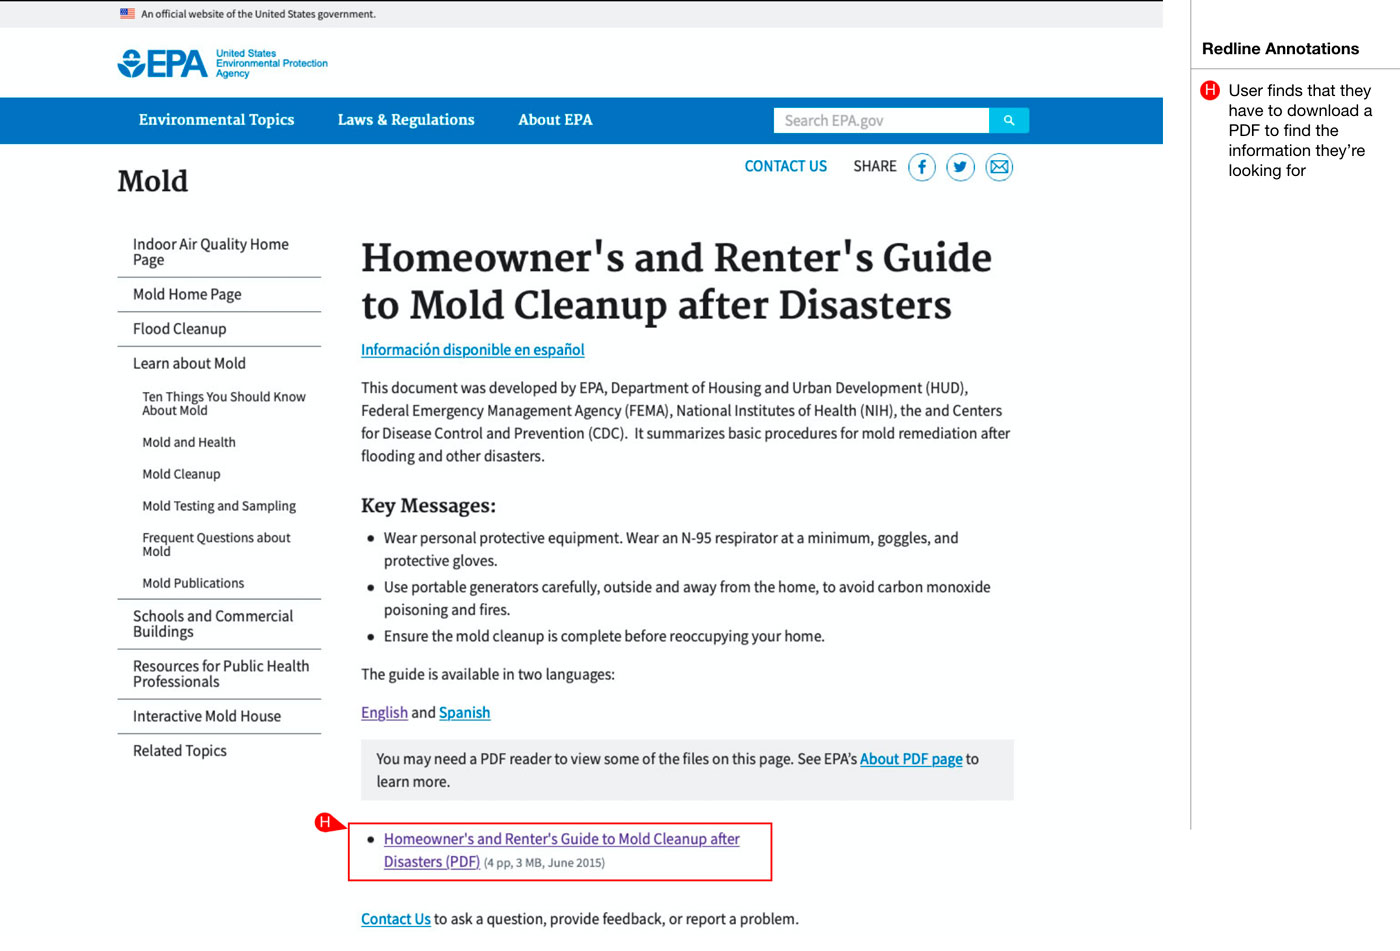 An official website of the United States government.
EPA
United States
Environmental Protection
Agency
Environmental Topics
Laws & Regulations
About EPA
Search EPA.gov
CONTACT US
SHARE
Mold
Indoor Air Quality Home
Page
Mold Home Page
Flood Cleanup
Learn about Mold
Ten Things You Should Know
About Mold
Mold and Health
Mold Cleanup
Mold Testing and Sampling
Frequent Questions about
Mold
Mold Publications
Schools and Commercial
Buildings
Resources for Public Health
Professionals
Interactive Mold House
Related Topics
Homeowner's and Renter's Guide
to Mold Cleanup after Disasters
Información disponible en español
This document was developed by EPA, Department of Housing and Urban Development (HUD),
Federal Emergency Management Agency (FEMA), National Institutes of Health (NIH), the and Centers
for Disease Control and Prevention (CDC).  It summarizes basic procedures for mold remediation after
flooding and other disasters.
Key Messages:
• Wear personal protective equipment. Wear an N-95 respirator at a minimum, goggles, and
protective gloves.
• Use portable generators carefully, outside and away from the home, to avoid carbon monoxide
poisoning and fires.
• Ensure the mold cleanup is complete before reoccupying your home.
The guide is available in two languages:
English and Spanish
You may need a PDF reader to view some of the files on this page. See EPA’s About PDF page to
learn more.
H
• Homeowner's and Renter's Guide to Mold Cleanup after
Disasters (PDF) (4 pp, 3 MB, June 2015)
Contact Us to ask a question, provide feedback, or report a problem.
Redline Annotations
H User finds that they
have to download a
PDF to find the
information they’re
looking for